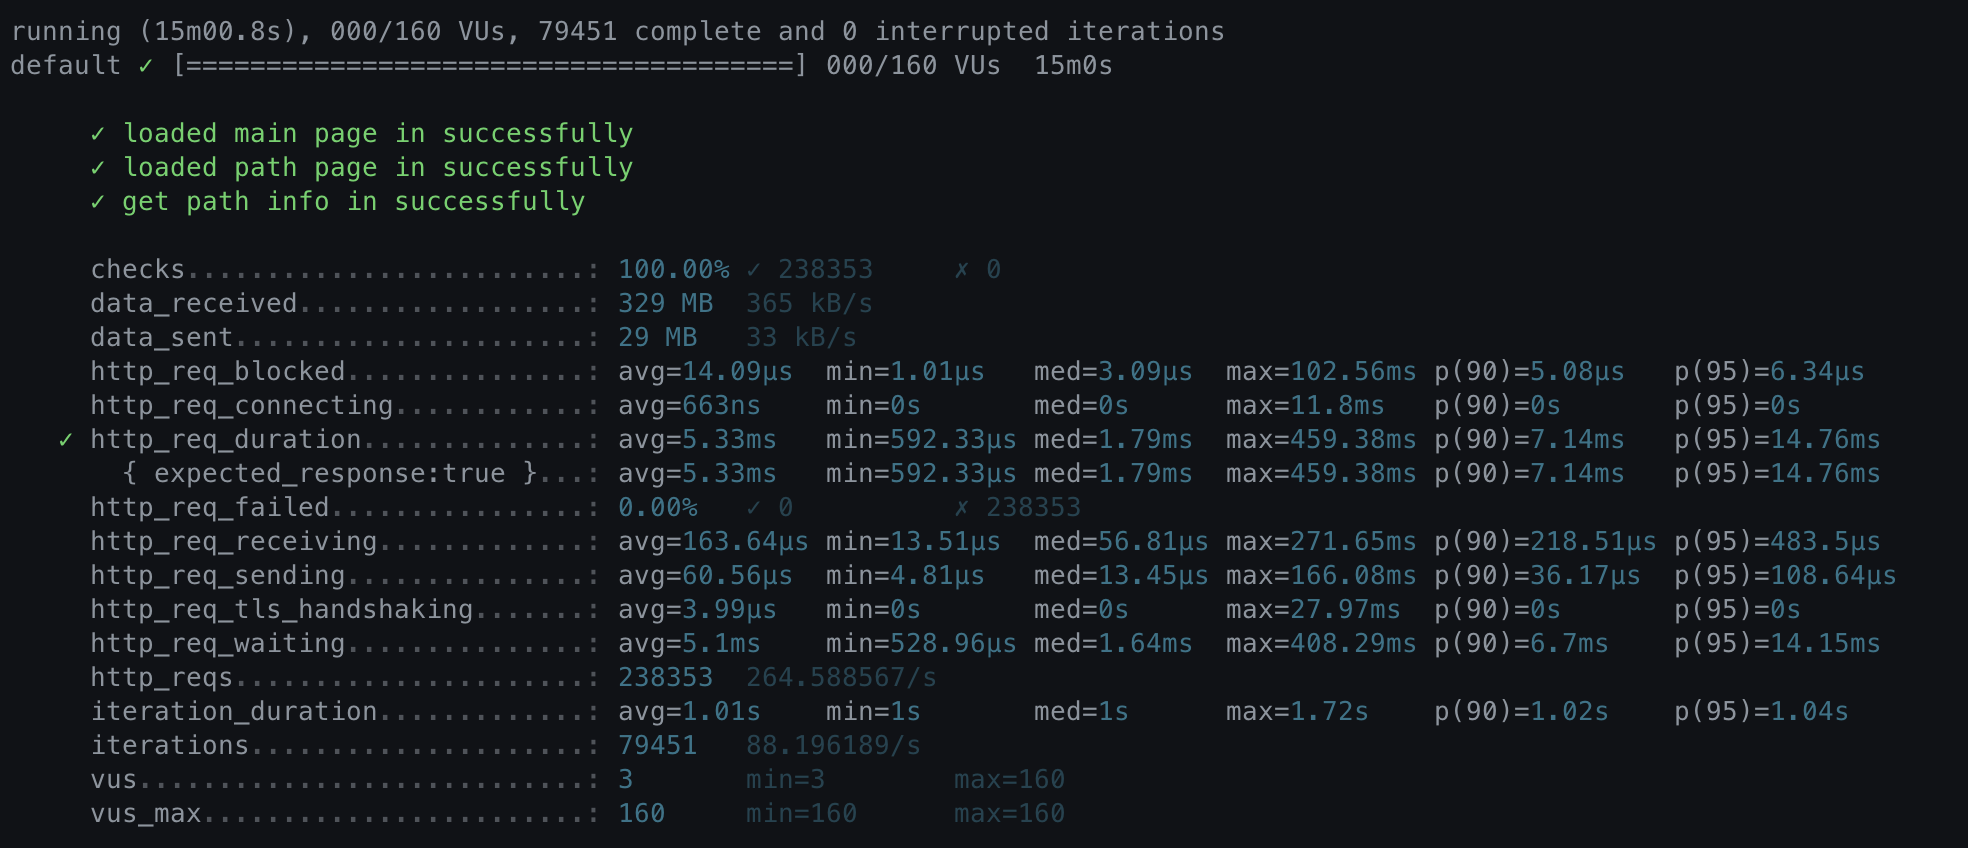 running (15m00.8s), 000/160 VUs, 79451 complete and 0 interrupted iterations
default ✓ [======================================] 000/160 VUs  15m0s

     ✓ loaded main page in successfully
     ✓ loaded path page in successfully
     ✓ get path info in successfully

     checks.........................: 100.00% ✓ 238353     ✗ 0
     data_received..................: 329 MB  365 kB/s
     data_sent......................: 29 MB   33 kB/s
     http_req_blocked...............: avg=14.09µs  min=1.01µs   med=3.09µs  max=102.56ms p(90)=5.08µs   p(95)=6.34µs
     http_req_connecting............: avg=663ns    min=0s       med=0s      max=11.8ms   p(90)=0s       p(95)=0s
   ✓ http_req_duration..............: avg=5.33ms   min=592.33µs med=1.79ms  max=459.38ms p(90)=7.14ms   p(95)=14.76ms
       { expected_response:true }...: avg=5.33ms   min=592.33µs med=1.79ms  max=459.38ms p(90)=7.14ms   p(95)=14.76ms
     http_req_failed................: 0.00%   ✓ 0          ✗ 238353
     http_req_receiving.............: avg=163.64µs min=13.51µs  med=56.81µs max=271.65ms p(90)=218.51µs p(95)=483.5µs
     http_req_sending...............: avg=60.56µs  min=4.81µs   med=13.45µs max=166.08ms p(90)=36.17µs  p(95)=108.64µs
     http_req_tls_handshaking.......: avg=3.99µs   min=0s       med=0s      max=27.97ms  p(90)=0s       p(95)=0s
     http_req_waiting...............: avg=5.1ms    min=528.96µs med=1.64ms  max=408.29ms p(90)=6.7ms    p(95)=14.15ms
     http_reqs......................: 238353  264.588567/s
     iteration_duration.............: avg=1.01s    min=1s       med=1s      max=1.72s    p(90)=1.02s    p(95)=1.04s
     iterations.....................: 79451   88.196189/s
     vus............................: 3       min=3        max=160
     vus_max........................: 160     min=160      max=160